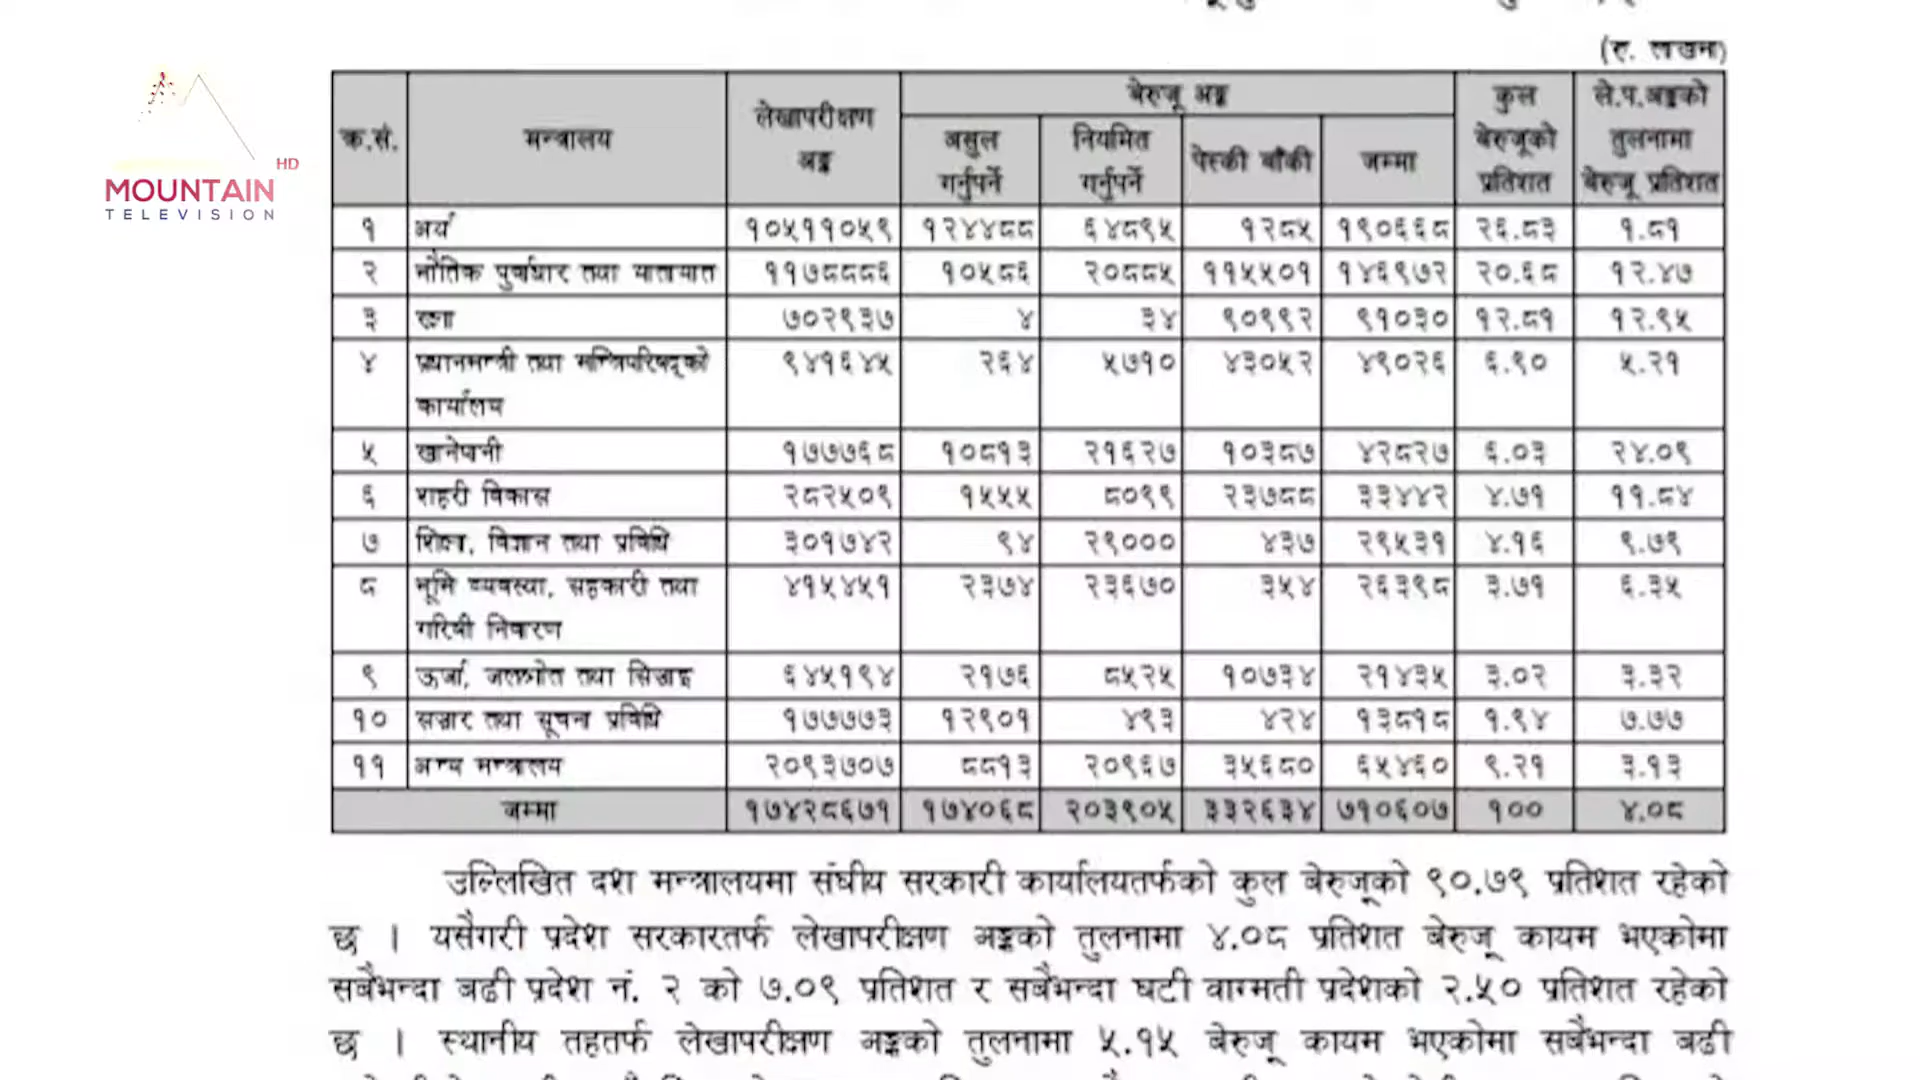 (रु. लाखमा)
क.सं. मन्त्रालय लेखापरीक्षण अङ्क बेरुजू अङ्क कुल बेरुजूको प्रतिशत ले.प.अङ्कको तुलनामा बेरुजू प्रतिशत
असुल गर्नुपर्ने नियमित गर्नुपर्ने पेस्की बाँकी जम्मा
१ अर्थ १०५११०५९ १२४४८८ ६४८९५ १२८५ १९०६६८ २६.८३ १.८१
२ भौतिक पुर्वाधार तथा यातायात ११७८८८६ १०५८६ २०८८५ ११५५०१ १४६९७२ २०.६८ १२.४७
३ रक्षा ७०२९३७ ४ ३४ ९०९९२ ९१०३० १२.८१ १२.९५
४ प्रधानमन्त्री तथा मन्त्रिपरिषद्को ९४१६४५ २६४ ५७१० ४३०५२ ४९०२६ ६.९० ५.२१
कार्यालय
५ खानेपानी १७७७६८ १०८१३ २१६२७ १०३८७ ४२८२७ ६.०३ २४.०९
६ शहरी विकास २८२५०९ १५५५ ८०९९ २३७८८ ३३४४२ ४.७१ ११.८४
७ शिक्षा, विज्ञान तथा प्रविधि ३०१७४२ ९४ २९००० ४३७ २९५३१ ४.१६ ९.७९
८ भूमि व्यवस्था, सहकारी तथा ४१५४५१ २३७४ २३६७० ३५४ २६३९८ ३.७१ ६.३५
गरिबी निवारण
९ ऊर्जा, जलस्रोत तथा सिञ्चाइ ६४५१९४ २१७६ ८५२५ १०७३४ २१४३५ ३.०२ ३.३२
१० सञ्चार तथा सूचना प्रविधि १७७७७३ १२९०१ ४९३ ४२४ १३८१८ १.९४ ७.७७
११ अन्य मन्त्रालय २०९३७०७ ८८१३ २०९६७ ३५६८० ६५४६० ९.२१ ३.१३
जम्मा १७४२८६७१ १७४०६८ २०३९०५ ३३२६३४ ७१०६०७ १०० ४.०८
उल्लिखित दश मन्त्रालयमा संघीय सरकारी कार्यालयतर्फको कुल बेरुजूको ९०.७९ प्रतिशत रहेको
छ । यसैगरी प्रदेश सरकारतर्फ लेखापरीक्षण अङ्कको तुलनामा ४.०८ प्रतिशत बेरुजू कायम भएकोमा
सबैभन्दा बढी प्रदेश नं. २ को ७.०९ प्रतिशत र सबैभन्दा घटी वाग्मती प्रदेशको २.५० प्रतिशत रहेको
छ । स्थानीय तहतर्फ लेखापरीक्षण अङ्कको तुलनामा ५.१५ बेरुजू कायम भएकोमा सबैभन्दा बढी
MOUNTAIN HD
TELEVISION